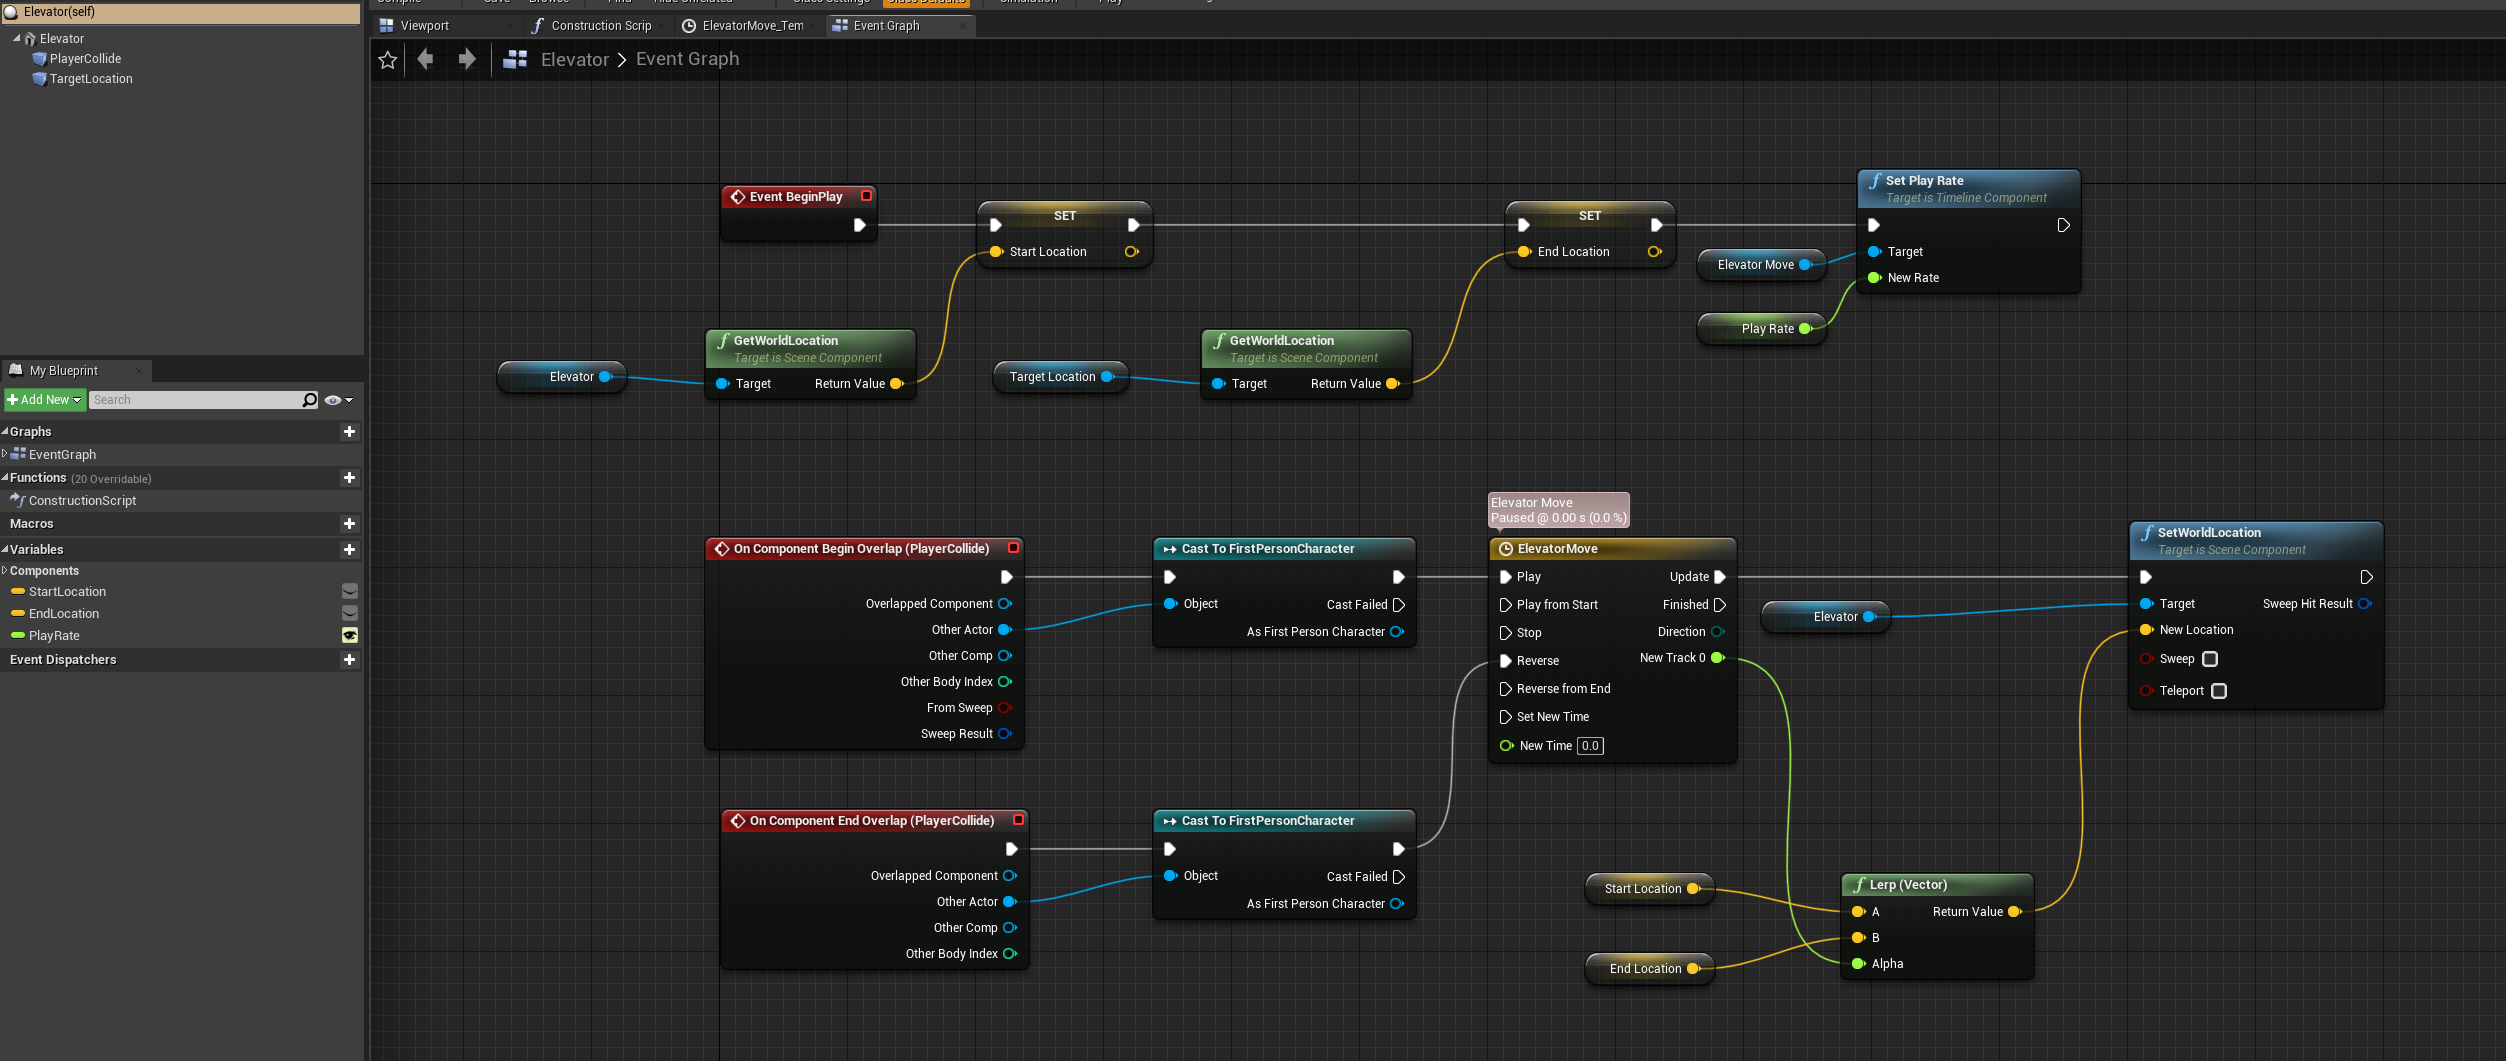 Elevator(self)
Elevator
PlayerCollide
TargetLocation
My Blueprint
Add New
Search
Graphs
EventGraph
Functions (20 Overridable)
ConstructionScript
Macros
Variables
Components
StartLocation
EndLocation
PlayRate
Event Dispatchers
Viewport
Construction Scrip
ElevatorMove_Tem
Event Graph
Elevator > Event Graph
Event BeginPlay
SET
Start Location
SET
End Location
Set Play Rate
Target is Timeline Component
Target
New Rate
Elevator Move
Play Rate
Elevator
GetWorldLocation
Target is Scene Component
Target Return Value
Target Location
GetWorldLocation
Target is Scene Component
Target Return Value
On Component Begin Overlap (PlayerCollide)
Overlapped Component
Other Actor
Other Comp
Other Body Index
From Sweep
Sweep Result
Cast To FirstPersonCharacter
Object
Cast Failed
As First Person Character
Elevator Move
Paused @ 0.00 s (0.0 %)
ElevatorMove
Play Update
Play from Start Finished
Stop Direction
Reverse New Track 0
Reverse from End
Set New Time
New Time 0.0
Elevator
SetWorldLocation
Target is Scene Component
Target Sweep Hit Result
New Location
Sweep
Teleport
On Component End Overlap (PlayerCollide)
Overlapped Component
Other Actor
Other Comp
Other Body Index
Cast To FirstPersonCharacter
Object
Cast Failed
As First Person Character
Start Location
End Location
Lerp (Vector)
A Return Value
B
Alpha